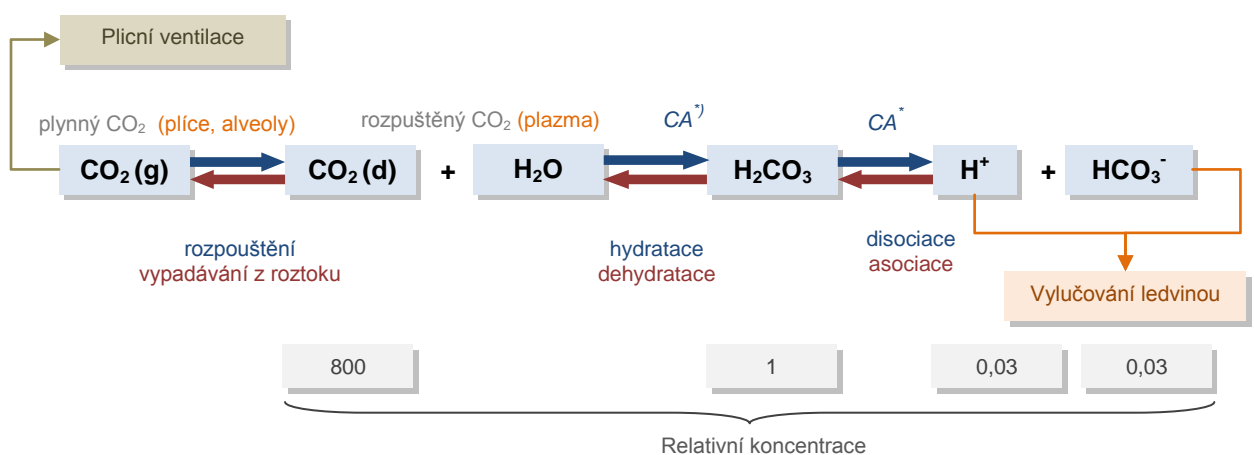 Plicní ventilace
plynný CO₂ (plíce, alveoly) rozpuštěný CO₂ (plazma) CA*) CA*
CO₂ (g) CO₂ (d) + H₂O H₂CO₃ H⁺ + HCO₃⁻
rozpouštění hydratace disociace
vypadávání z roztoku dehydratace asociace
Vylučování ledvinou
800 1 0,03 0,03
Relativní koncentrace